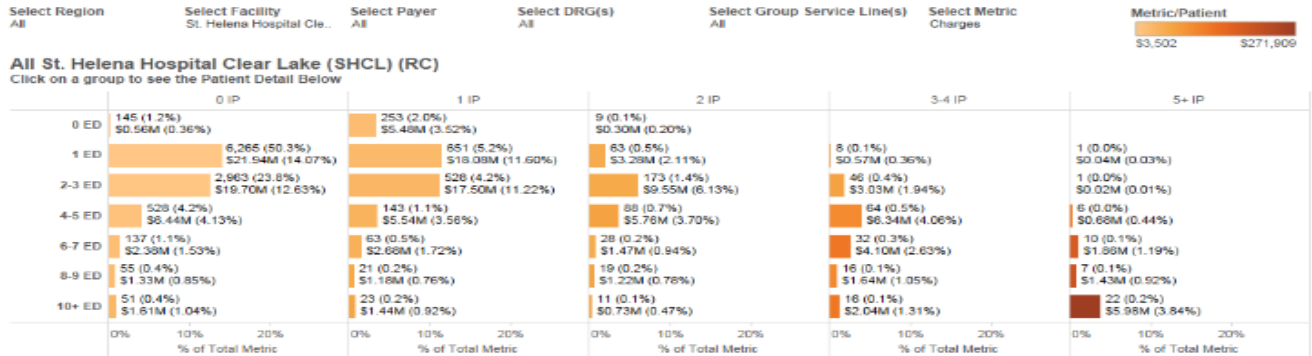 Select Region Select Facility Select Payer Select DRG(s) Select Group Service Line(s) Select Metric Metric/Patient
All St. Helena Hospital Cle.. All All All Charges
$3,502 $271,909
All St. Helena Hospital Clear Lake (SHCL) (RC)
Click on a group to see the Patient Detail Below
0 IP 1 IP 2 IP 3-4 IP 5+ IP
0 ED 145 (1.2%) 253 (2.0%) 9 (0.1%)
$0.56M (0.36%) $5.48M (3.52%) $0.30M (0.20%)
1 ED 6,265 (50.3%) 651 (5.2%) 63 (0.5%) 8 (0.1%) 1 (0.0%)
$21.94M (14.07%) $18.08M (11.60%) $3.28M (2.11%) $0.57M (0.36%) $0.04M (0.03%)
2-3 ED 2,963 (23.8%) 528 (4.2%) 173 (1.4%) 46 (0.4%) 1 (0.0%)
$19.70M (12.63%) $17.50M (11.22%) $9.55M (6.13%) $3.03M (1.94%) $0.02M (0.01%)
4-5 ED 528 (4.2%) 143 (1.1%) 88 (0.7%) 64 (0.5%) 6 (0.0%)
$6.44M (4.13%) $5.54M (3.56%) $5.76M (3.70%) $6.34M (4.06%) $0.68M (0.44%)
6-7 ED 137 (1.1%) 63 (0.5%) 28 (0.2%) 32 (0.3%) 10 (0.1%)
$2.38M (1.53%) $2.68M (1.72%) $1.47M (0.94%) $4.10M (2.63%) $1.86M (1.19%)
8-9 ED 55 (0.4%) 21 (0.2%) 19 (0.2%) 16 (0.1%) 7 (0.1%)
$1.33M (0.85%) $1.18M (0.76%) $1.22M (0.78%) $1.64M (1.05%) $1.43M (0.92%)
10+ ED 51 (0.4%) 23 (0.2%) 11 (0.1%) 16 (0.1%) 22 (0.2%)
$1.61M (1.04%) $1.44M (0.92%) $0.73M (0.47%) $2.04M (1.31%) $5.98M (3.84%)
0% 20% 0% 20% 0% 20% 0% 20% 0% 20%
% of Total Metric % of Total Metric % of Total Metric % of Total Metric % of Total Metric